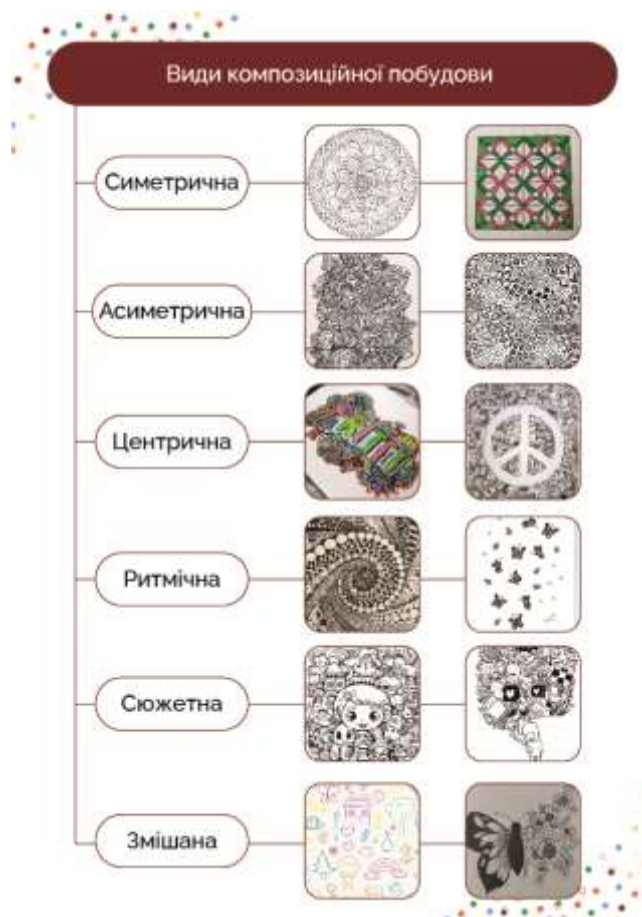 Види композиційної побудови
Симетрична
Асиметрична
Центрична
Ритмічна
Сюжетна
Змішана